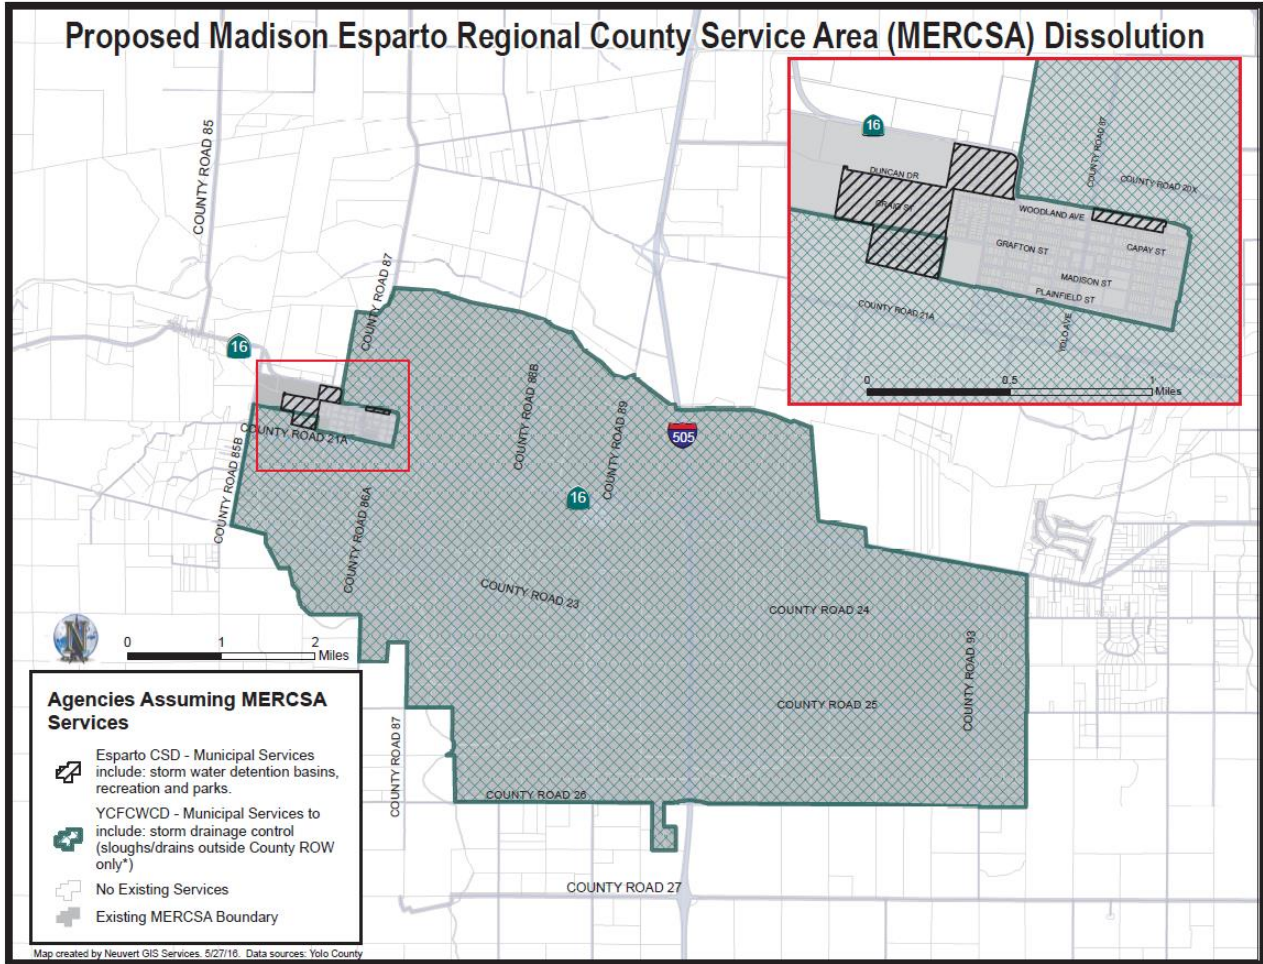 Proposed Madison Esparto Regional County Service Area (MERCSA) Dissolution
16
DUNCAN DR
CRAIG ST
WOODLAND AVE
COUNTY ROAD 87
COUNTY ROAD 20X
GRAFTON ST
CAPAY ST
MADISON ST
PLAINFIELD ST
COUNTY ROAD 21A
YOLO AVE
0 0.5 1
Miles
COUNTY ROAD 85
COUNTY ROAD 87
16
COUNTY ROAD 21A
COUNTY ROAD 85B
COUNTY ROAD 86A
COUNTY ROAD 88B
COUNTY ROAD 89
505
16
COUNTY ROAD 23
COUNTY ROAD 24
COUNTY ROAD 93
COUNTY ROAD 25
COUNTY ROAD 87
COUNTY ROAD 26
COUNTY ROAD 27
N
0 1 2
Miles
Agencies Assuming MERCSA
Services
Esparto CSD - Municipal Services
include: storm water detention basins,
recreation and parks.
YCFCWCD - Municipal Services to
include: storm drainage control
(sloughs/drains outside County ROW
only*)
No Existing Services
Existing MERCSA Boundary
Map created by Neuvert GIS Services. 5/27/16. Data sources: Yolo County